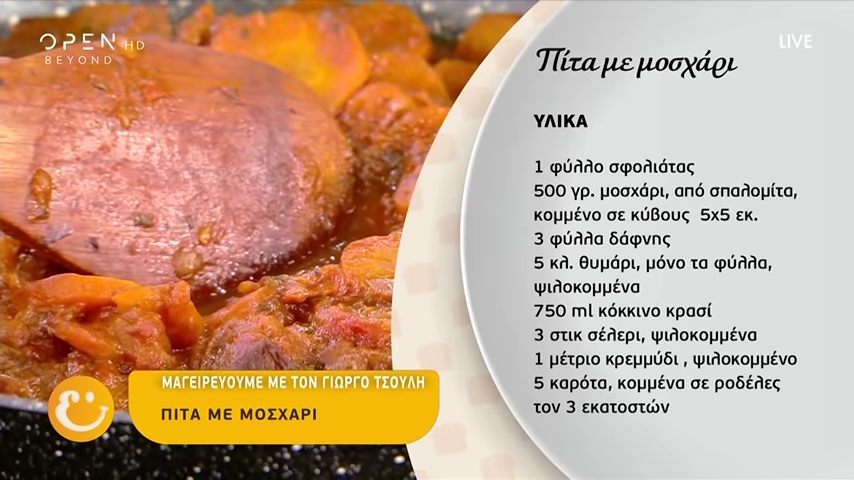 OPEN HD
BEYOND
LIVE
Πίτα με μοσχάρι
ΥΛΙΚΑ
1 φύλλο σφολιάτας
500 γρ. μοσχάρι, από σπαλομίτα,
κομμένο σε κύβους 5x5 εκ.
3 φύλλα δάφνης
5 κλ. θυμάρι, μόνο τα φύλλα,
ψιλοκομμένα
750 ml κόκκινο κρασί
3 στικ σέλερι, ψιλοκομμένα
1 μέτριο κρεμμύδι , ψιλοκομμένο
5 καρότα, κομμένα σε ροδέλες
τον 3 εκατοστών
ΜΑΓΕΙΡΕΥΟΥΜΕ ΜΕ ΤΟΝ ΓΙΩΡΓΟ ΤΣΟΥΛΗ
ΠΙΤΑ ΜΕ ΜΟΣΧΑΡΙ